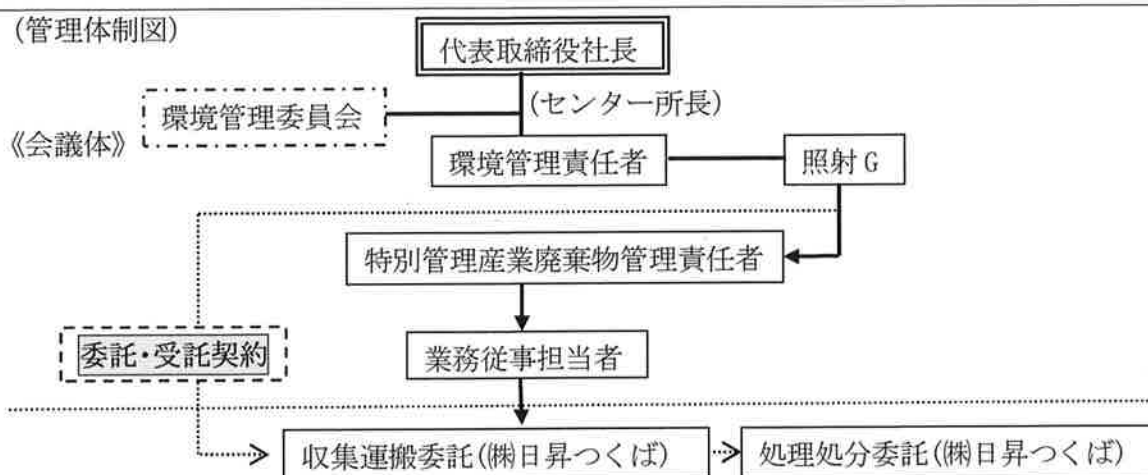 (管理体制図)
代表取締役社長
環境管理委員会
(センター所長)
《会議体》
環境管理責任者
照射G
特別管理産業廃棄物管理責任者
委託・受託契約
業務従事担当者
収集運搬委託(㈱日昇つくば)
処理処分委託(㈱日昇つくば)